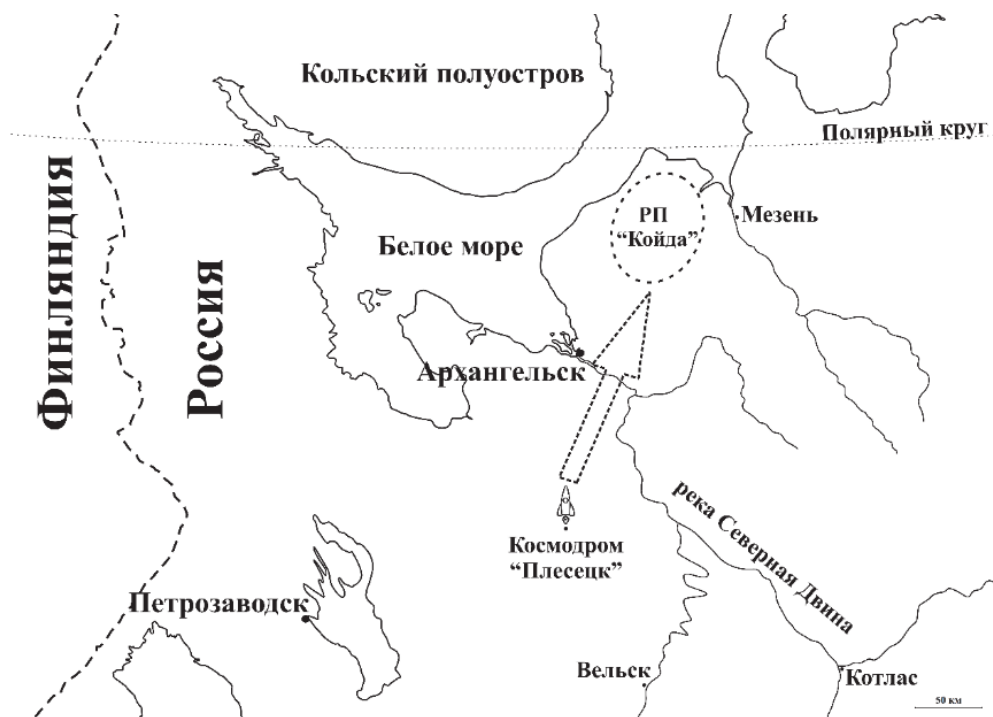 Кольский полуостров
Полярный круг
Финляндия
Россия
РП
“Койда”
Мезень
Белое море
Архангельск
река Северная Двина
Космодром
“Плесецк”
Петрозаводск
Вельск
Котлас
50 км